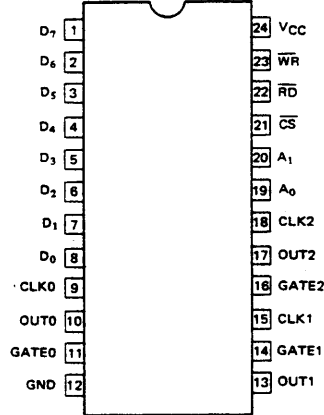 D7 1 24 VCC
D6 2 23 WR
D5 3 22 RD
D4 4 21 CS
D3 5 20 A1
D2 6 19 A0
D1 7 18 CLK2
D0 8 17 OUT2
CLK0 9 16 GATE2
OUT0 10 15 CLK1
GATE0 11 14 GATE1
GND 12 13 OUT1